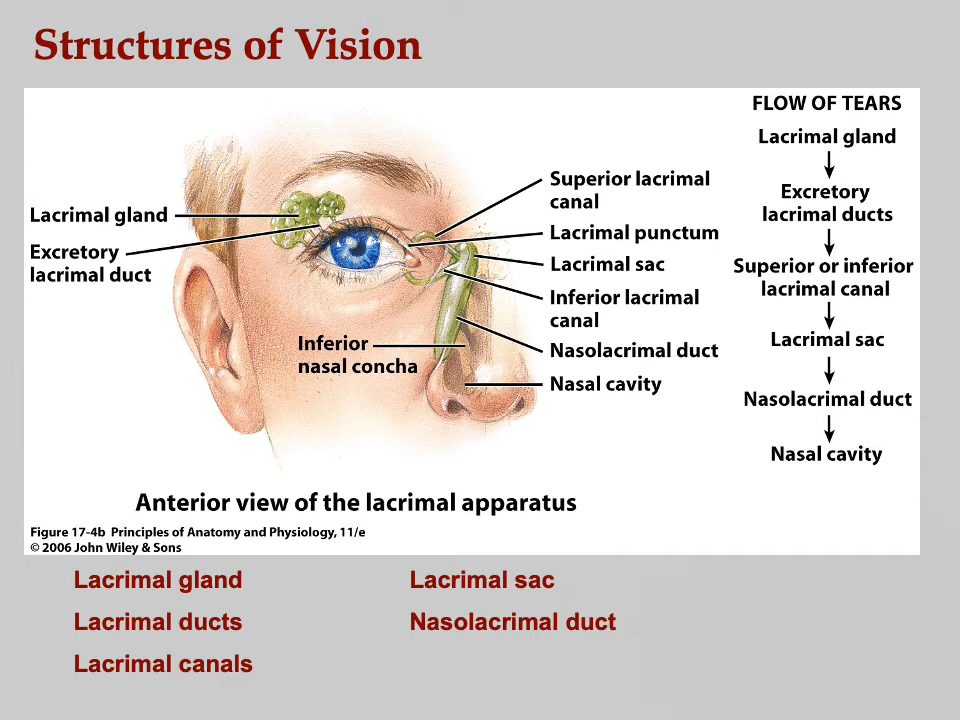 Structures of Vision
Lacrimal gland
Excretory
lacrimal duct
Superior lacrimal
canal
Lacrimal punctum
Lacrimal sac
Inferior lacrimal
canal
Inferior
nasal concha
Nasolacrimal duct
Nasal cavity
FLOW OF TEARS
Lacrimal gland
Excretory
lacrimal ducts
Superior or inferior
lacrimal canal
Lacrimal sac
Nasolacrimal duct
Nasal cavity
Anterior view of the lacrimal apparatus
Figure 17-4b Principles of Anatomy and Physiology, 11/e
© 2006 John Wiley & Sons
Lacrimal gland
Lacrimal ducts
Lacrimal canals
Lacrimal sac
Nasolacrimal duct